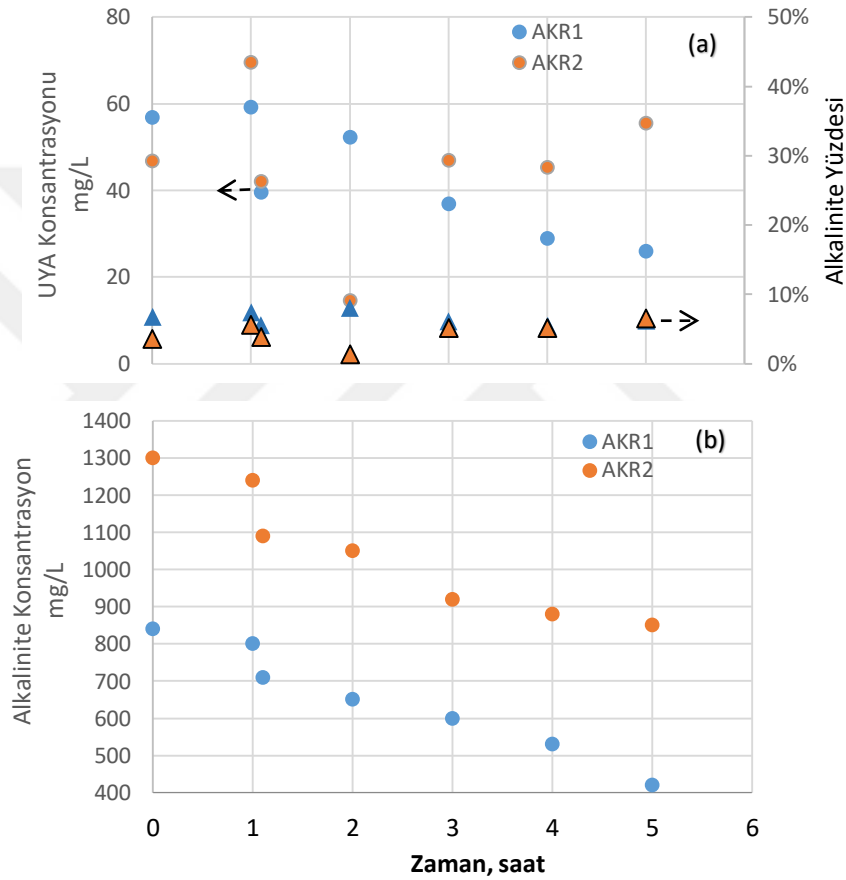 80
60
40
20
0
UYA Konsantrasyonu
mg/L
AKR1
AKR2
(a)
50%
40%
30%
20%
10%
0%
Alkalinite Yüzdesi
1400
1300
1200
1100
1000
900
800
700
600
500
400
Alkalinite Konsantrasyon
mg/L
AKR1
AKR2
(b)
0 1 2 3 4 5 6
Zaman, saat